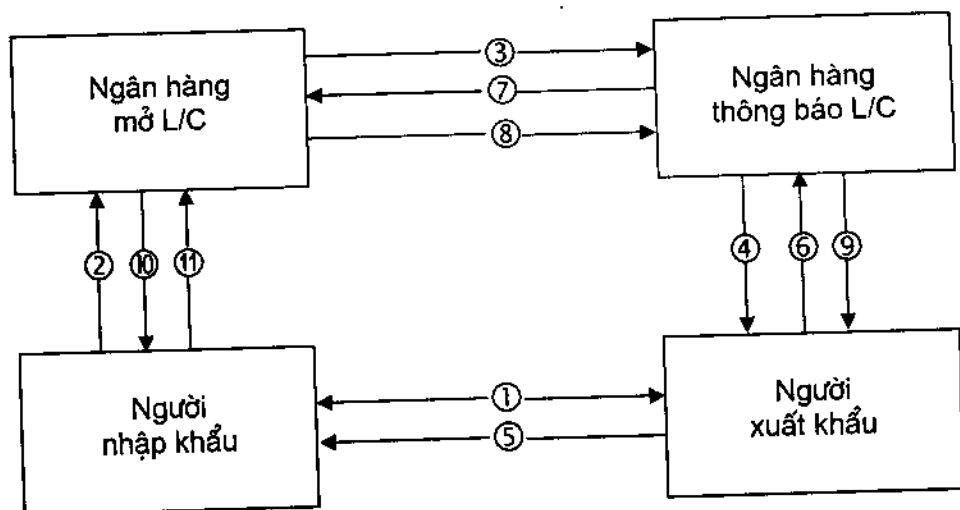 Ngân hàng
mở L/C
③
⑦
⑧
Ngân hàng
thông báo L/C
②
⑩
⑪
④
⑥
⑨
Người
nhập khẩu
①
⑤
Người
xuất khẩu